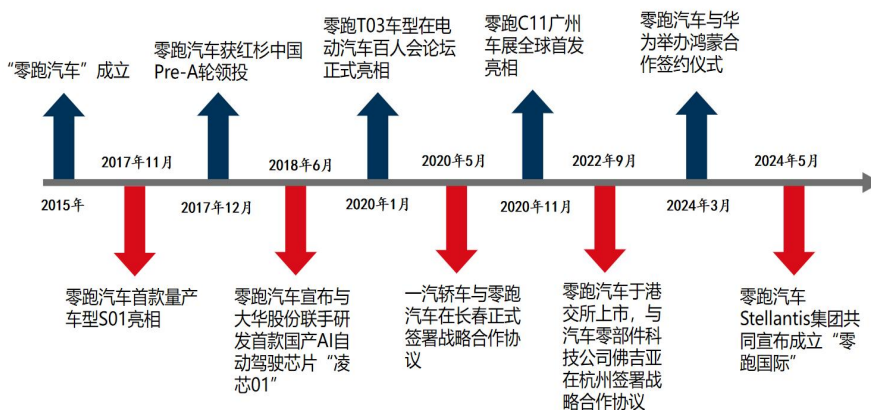 “零跑汽车”成立
零跑汽车获红杉中国
Pre-A轮领投
零跑T03车型在电
动汽车百人会论坛
正式亮相
零跑C11广州
车展全球首发
亮相
零跑汽车与华
为举办鸿蒙合
作签约仪式
2017年11月
2018年6月
2020年5月
2022年9月
2024年5月
2015年
2017年12月
2020年1月
2020年11月
2024年3月
零跑汽车首款量产
车型S01亮相
零跑汽车宣布与
大华股份联手研
发首款国产AI自
动驾驶芯片“凌
芯01”
一汽轿车与零跑
汽车在长春正式
签署战略合作协
议
零跑汽车于港
交所上市，与
汽车零部件科
技公司佛吉亚
在杭州签署战
略合作协议
零跑汽车
Stellantis集团共
同宣布成立“零
跑国际”